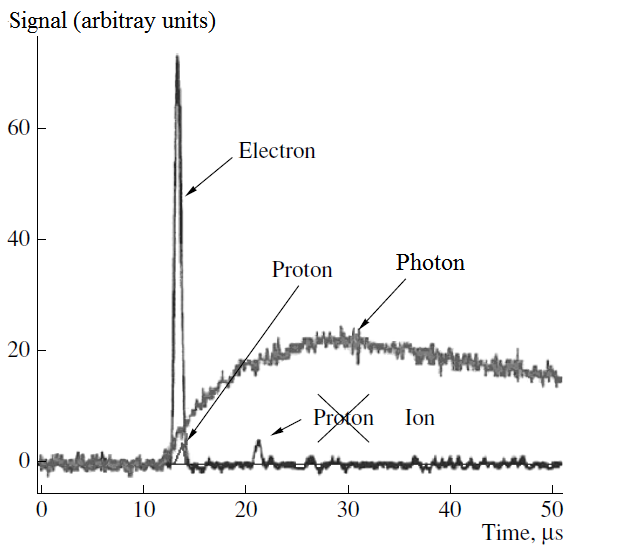 Signal (arbitray units)
60
Electron
40
Proton
Photon
20
Proton Ion
0
0 10 20 30 40 50
Time, μs